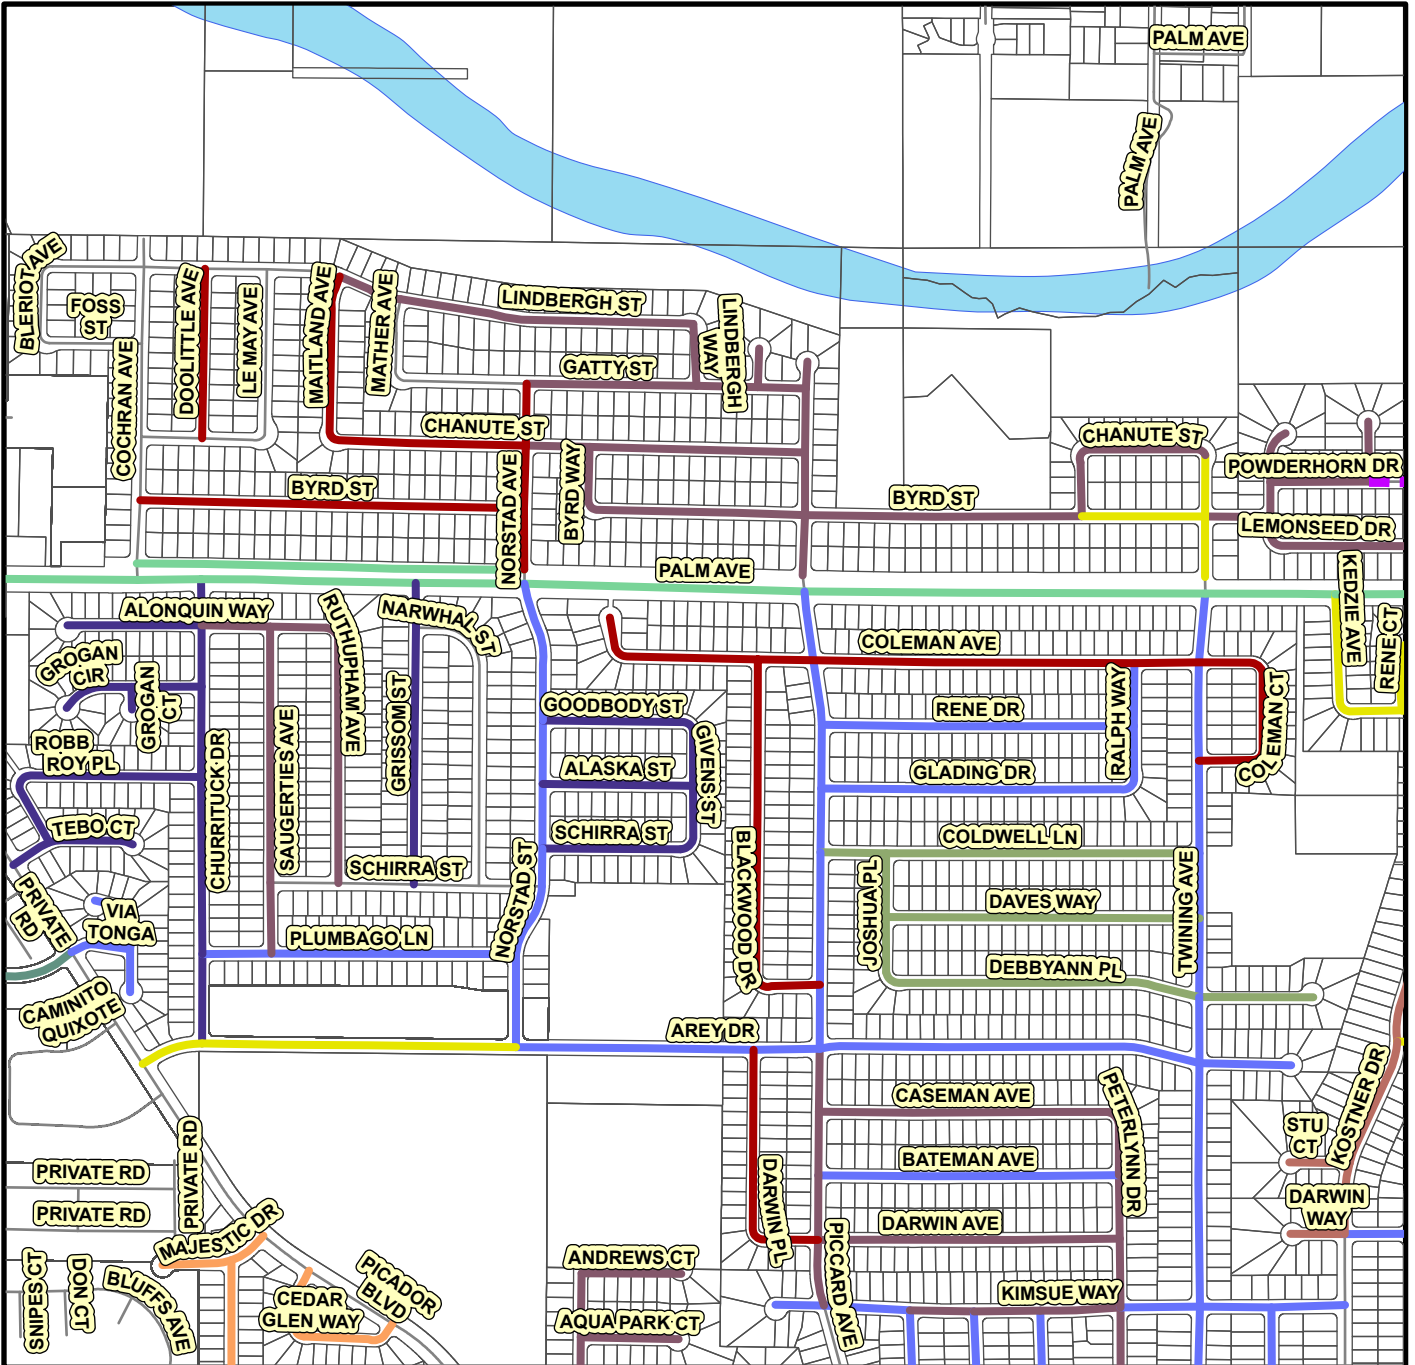 PALM AVE
PALM AVE
BLERIOT AVE
FOSS
ST
DOOLITTLE AVE
LE MAY AVE
MAITLAND AVE
MATHER AVE
LINDBERGH ST
LINDBERGH
WAY
GATTY ST
COCHRAN AVE
CHANUTE ST
CHANUTE ST
BYRD ST
NORSTAD AVE
BYRD WAY
BYRD ST
POWDERHORN DR
LEMONSEED DR
PALM AVE
KEDZIE AVE
RENE CT
ALONQUIN WAY
RUTHUPHAM AVE
NARWHAL ST
COLEMAN AVE
GROGAN
CIR
GROGAN
CT
GRISSOM ST
GOODBODY ST
GIVENS ST
RENE DR
RALPH WAY
COLEMAN CT
ROBB
ROY PL
CHURRITUCK DR
SAUGERTIES AVE
ALASKA ST
GLADING DR
TEBO CT
SCHIRRA ST
SCHIRRA ST
BLACKWOOD DR
COLDWELL LN
JOSHUA PL
TWINING AVE
PRIVATE
RD
VIA
TONGA
PLUMBAGO LN
NORSTAD ST
DAVES WAY
DEBBYANN PL
CAMINITO
QUIXOTE
AREY DR
CASEMAN AVE
PETERLYNN DR
KOSTNER DR
STU
CT
PRIVATE RD
PRIVATE RD
PRIVATE RD
BATEMAN AVE
DARWIN PL
DARWIN
WAY
MAJESTIC DR
DARWIN AVE
PICCARD AVE
SNIPES CT
DON CT
BLUFFS AVE
CEDAR
GLEN WAY
PICADOR
BLVD
ANDREWS CT
AQUA PARK CT
KIMSUE WAY